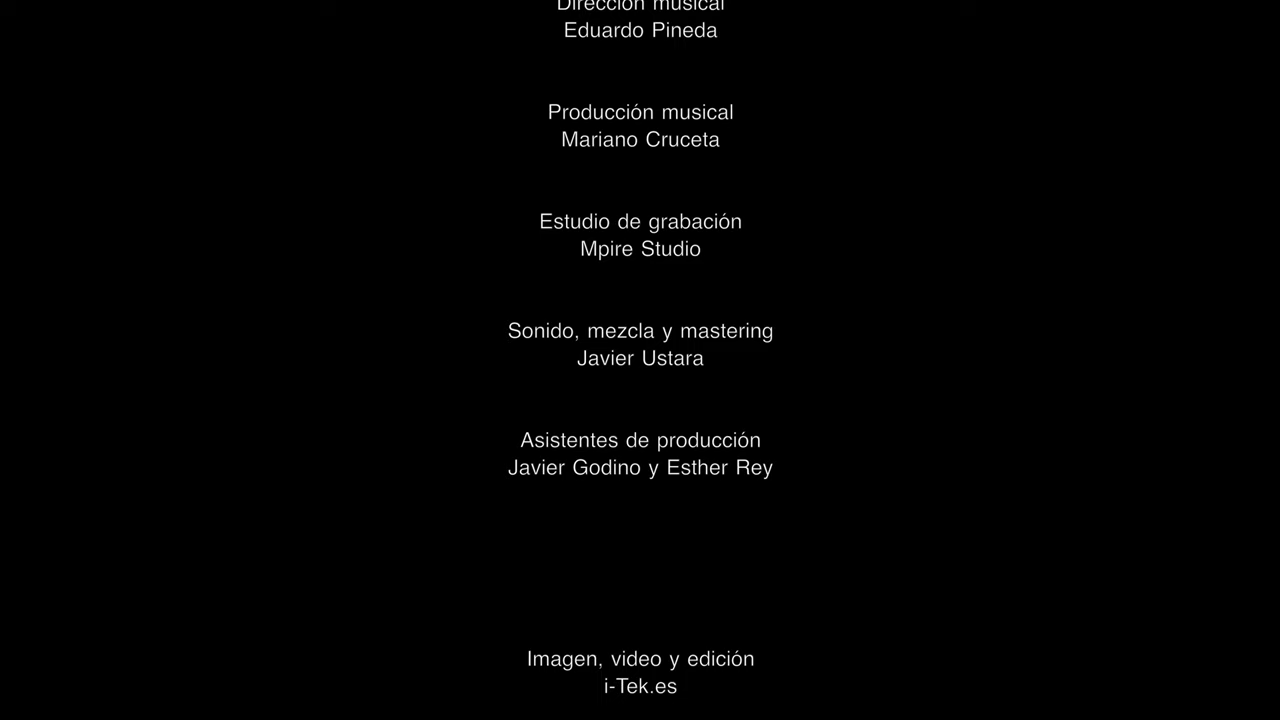 Dirección musical
Eduardo Pineda
Producción musical
Mariano Cruceta
Estudio de grabación
Mpire Studio
Sonido, mezcla y mastering
Javier Ustara
Asistentes de producción
Javier Godino y Esther Rey
Imagen, video y edición
i-Tek.es